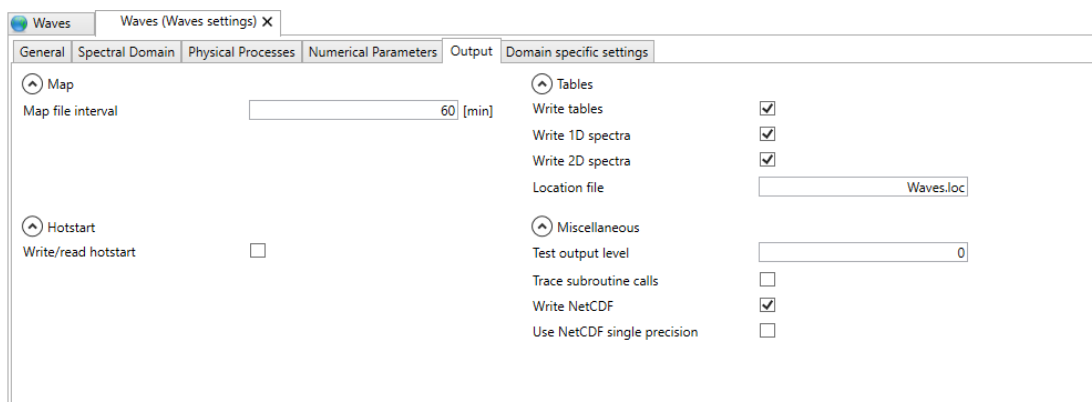 Waves Waves (Waves settings) X
General Spectral Domain Physical Processes Numerical Parameters Output Domain specific settings
Map
Map file interval 60 [min]
Hotstart
Write/read hotstart
Tables
Write tables
Write 1D spectra
Write 2D spectra
Location file Waves.loc
Miscellaneous
Test output level 0
Trace subroutine calls
Write NetCDF
Use NetCDF single precision